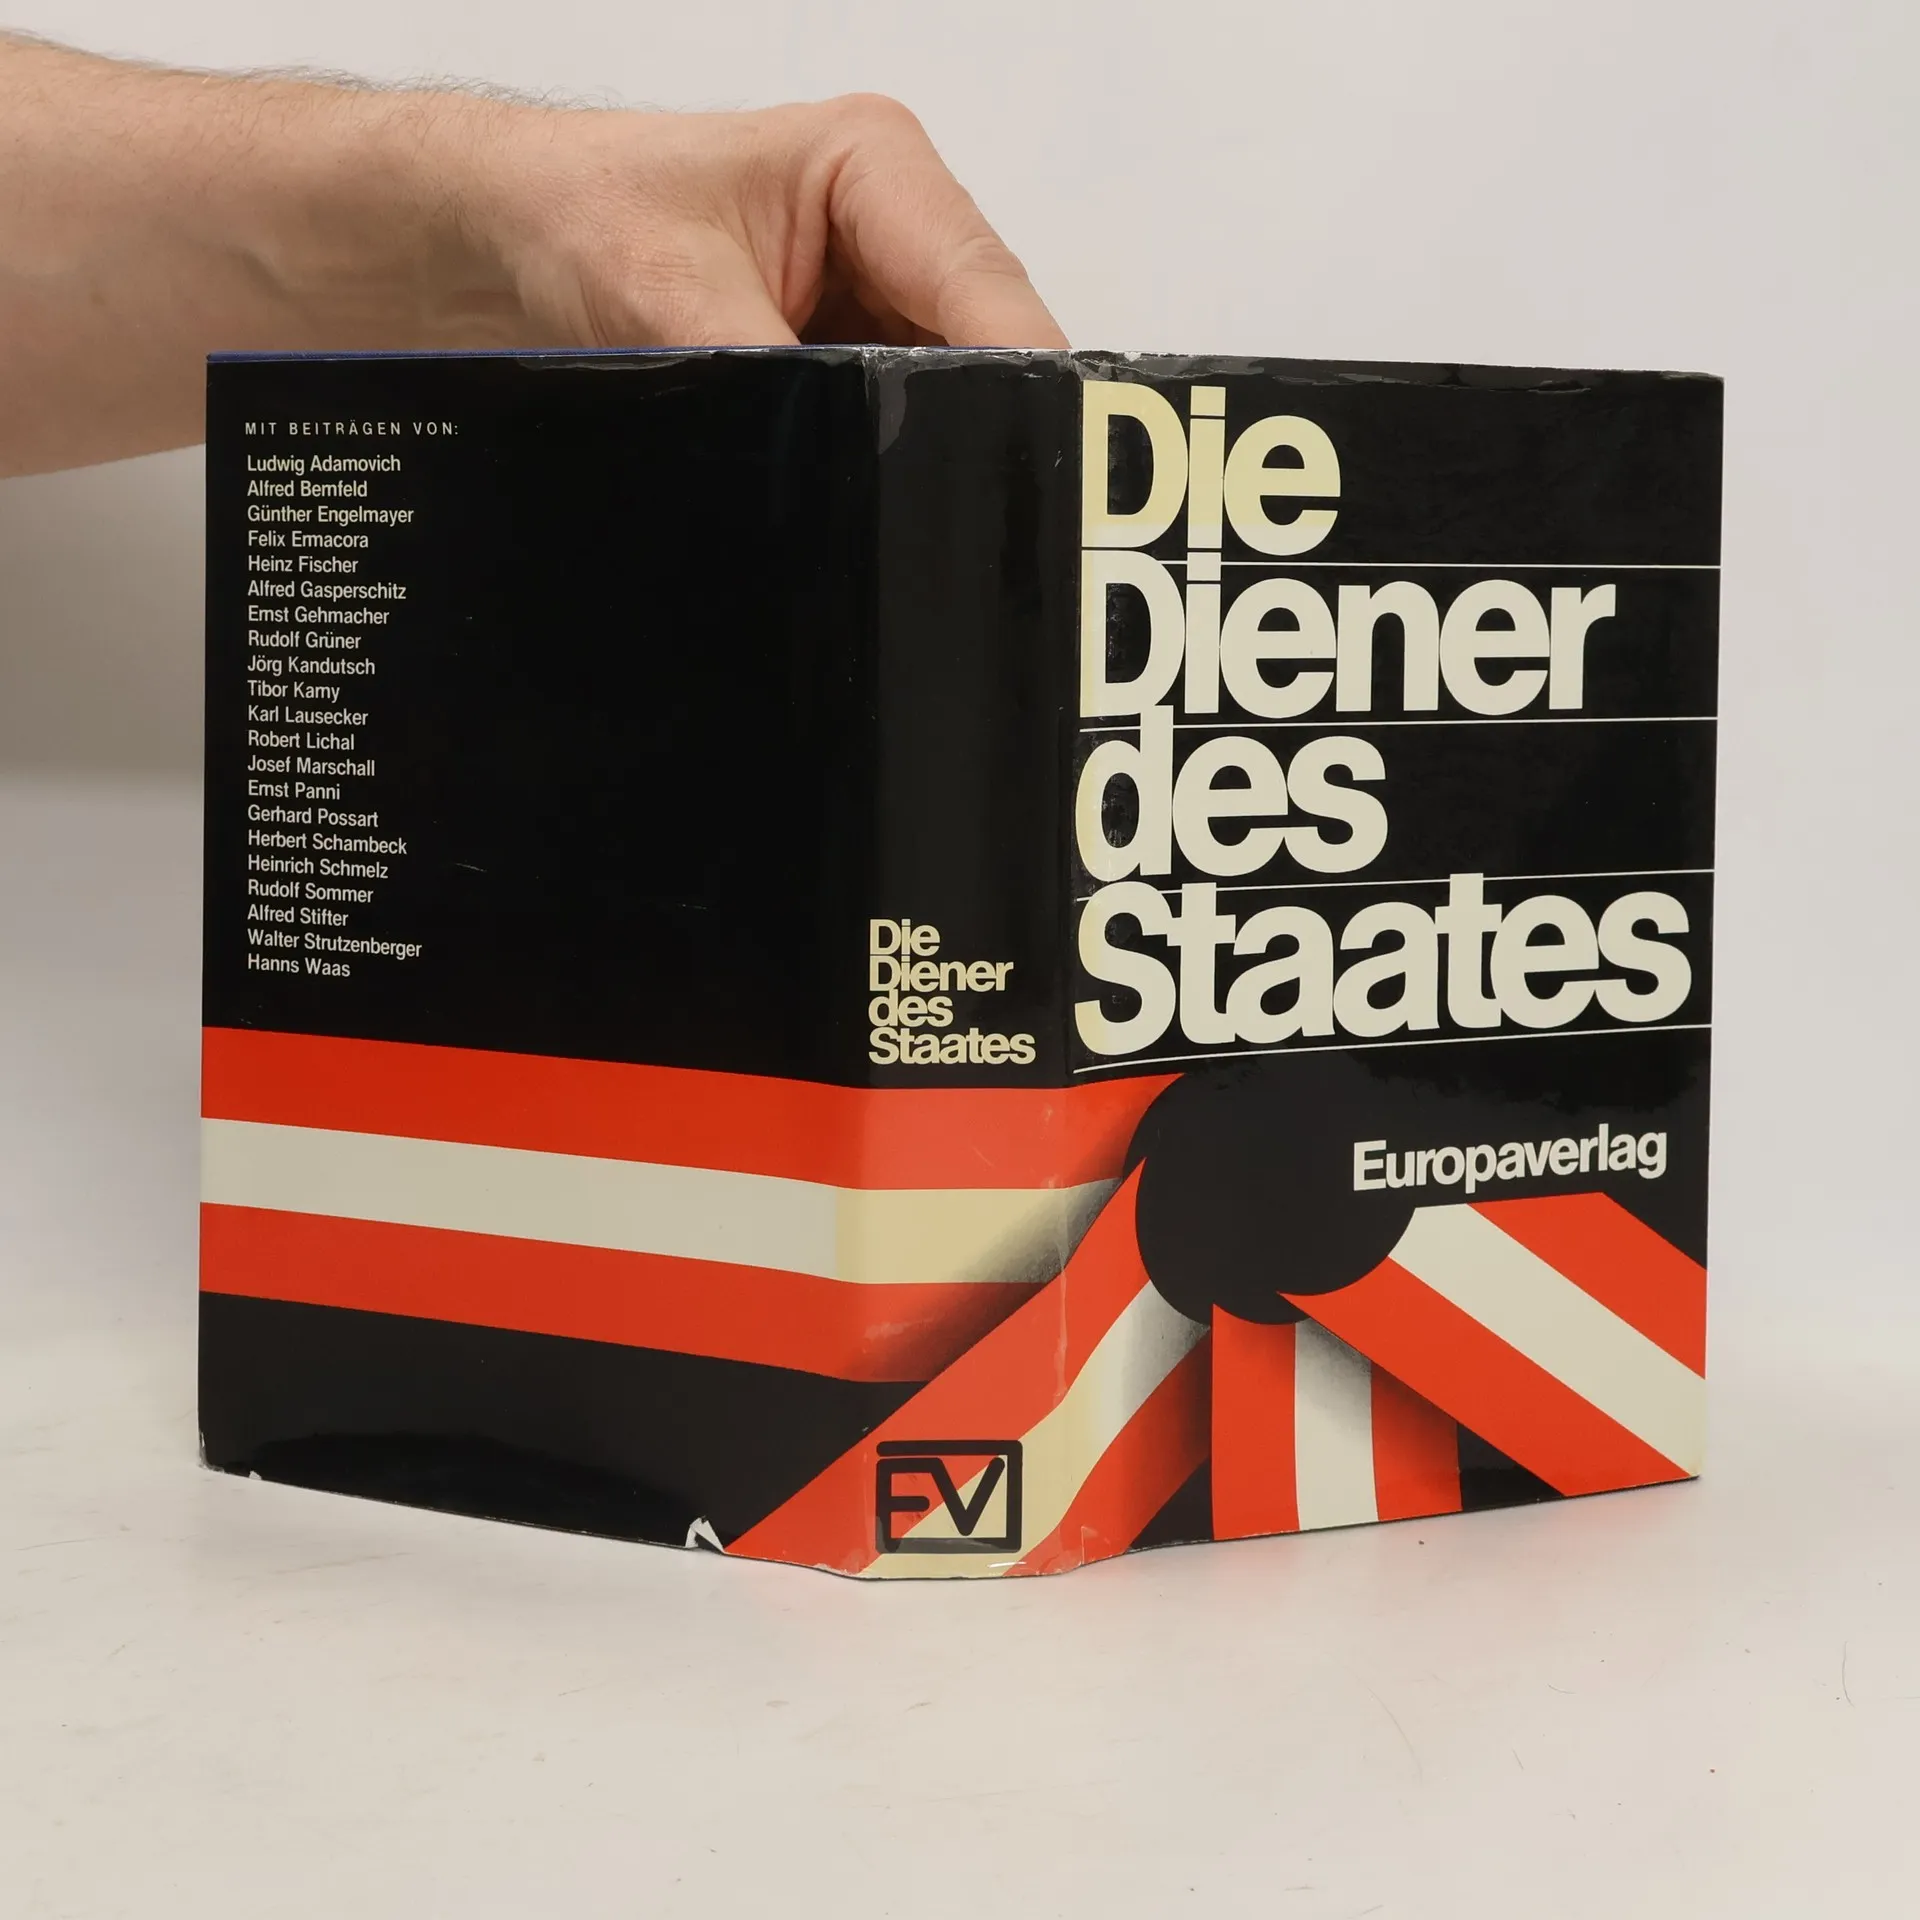 MIT BEITRÄGEN VON:
Ludwig Adamovich
Alfred Bernfeld
Günther Engelmayer
Felix Ermacora
Heinz Fischer
Alfred Gasperschitz
Ernst Gehmacher
Rudolf Grüner
Jörg Kandutsch
Tibor Karny
Karl Lausecker
Robert Lichal
Josef Marschall
Ernst Panni
Gerhard Possart
Herbert Schambeck
Heinrich Schmelz
Rudolf Sommer
Alfred Stifter
Walter Strutzenberger
Hanns Waas
Die
Diener
des
Staates
EV
Die
Diener
des
Staates
Europaverlag